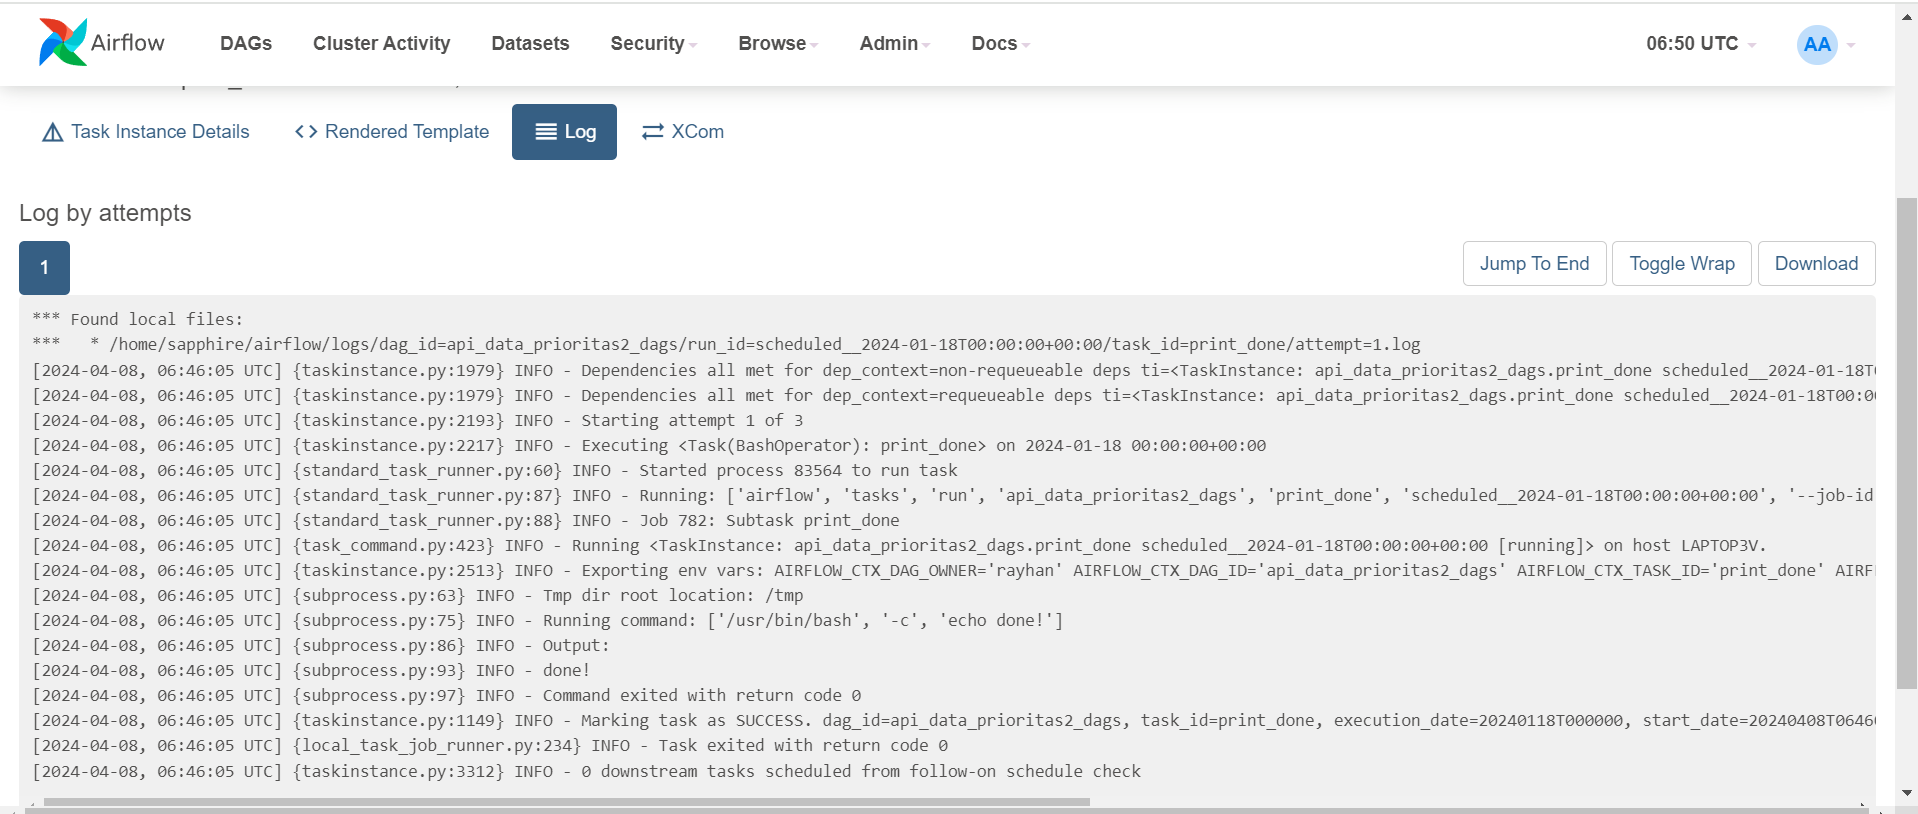 Airflow DAGs Cluster Activity Datasets Security Browse Admin Docs 06:50 UTC AA
Task Instance Details Rendered Template Log XCom
Log by attempts
1
Jump To End Toggle Wrap Download
*** Found local files:
***   * /home/sapphire/airflow/logs/dag_id=api_data_prioritas2_dags/run_id=scheduled__2024-01-18T00:00:00+00:00/task_id=print_done/attempt=1.log
[2024-04-08, 06:46:05 UTC] {taskinstance.py:1979} INFO - Dependencies all met for dep_context=non-requeueable deps ti=<TaskInstance: api_data_prioritas2_dags.print_done scheduled__2024-01-18T
[2024-04-08, 06:46:05 UTC] {taskinstance.py:1979} INFO - Dependencies all met for dep_context=requeueable deps ti=<TaskInstance: api_data_prioritas2_dags.print_done scheduled__2024-01-18T00:00
[2024-04-08, 06:46:05 UTC] {taskinstance.py:2193} INFO - Starting attempt 1 of 3
[2024-04-08, 06:46:05 UTC] {taskinstance.py:2217} INFO - Executing <Task(BashOperator): print_done> on 2024-01-18 00:00:00+00:00
[2024-04-08, 06:46:05 UTC] {standard_task_runner.py:60} INFO - Started process 83564 to run task
[2024-04-08, 06:46:05 UTC] {standard_task_runner.py:87} INFO - Running: ['airflow', 'tasks', 'run', 'api_data_prioritas2_dags', 'print_done', 'scheduled__2024-01-18T00:00:00+00:00', '--job-id
[2024-04-08, 06:46:05 UTC] {standard_task_runner.py:88} INFO - Job 782: Subtask print_done
[2024-04-08, 06:46:05 UTC] {task_command.py:423} INFO - Running <TaskInstance: api_data_prioritas2_dags.print_done scheduled__2024-01-18T00:00:00+00:00 [running]> on host LAPTOP3V.
[2024-04-08, 06:46:05 UTC] {taskinstance.py:2513} INFO - Exporting env vars: AIRFLOW_CTX_DAG_OWNER='rayhan' AIRFLOW_CTX_DAG_ID='api_data_prioritas2_dags' AIRFLOW_CTX_TASK_ID='print_done' AIRF
[2024-04-08, 06:46:05 UTC] {subprocess.py:63} INFO - Tmp dir root location: /tmp
[2024-04-08, 06:46:05 UTC] {subprocess.py:75} INFO - Running command: ['/usr/bin/bash', '-c', 'echo done!']
[2024-04-08, 06:46:05 UTC] {subprocess.py:86} INFO - Output:
[2024-04-08, 06:46:05 UTC] {subprocess.py:93} INFO - done!
[2024-04-08, 06:46:05 UTC] {subprocess.py:97} INFO - Command exited with return code 0
[2024-04-08, 06:46:05 UTC] {taskinstance.py:1149} INFO - Marking task as SUCCESS. dag_id=api_data_prioritas2_dags, task_id=print_done, execution_date=20240118T000000, start_date=20240408T0646
[2024-04-08, 06:46:05 UTC] {local_task_job_runner.py:234} INFO - Task exited with return code 0
[2024-04-08, 06:46:05 UTC] {taskinstance.py:3312} INFO - 0 downstream tasks scheduled from follow-on schedule check